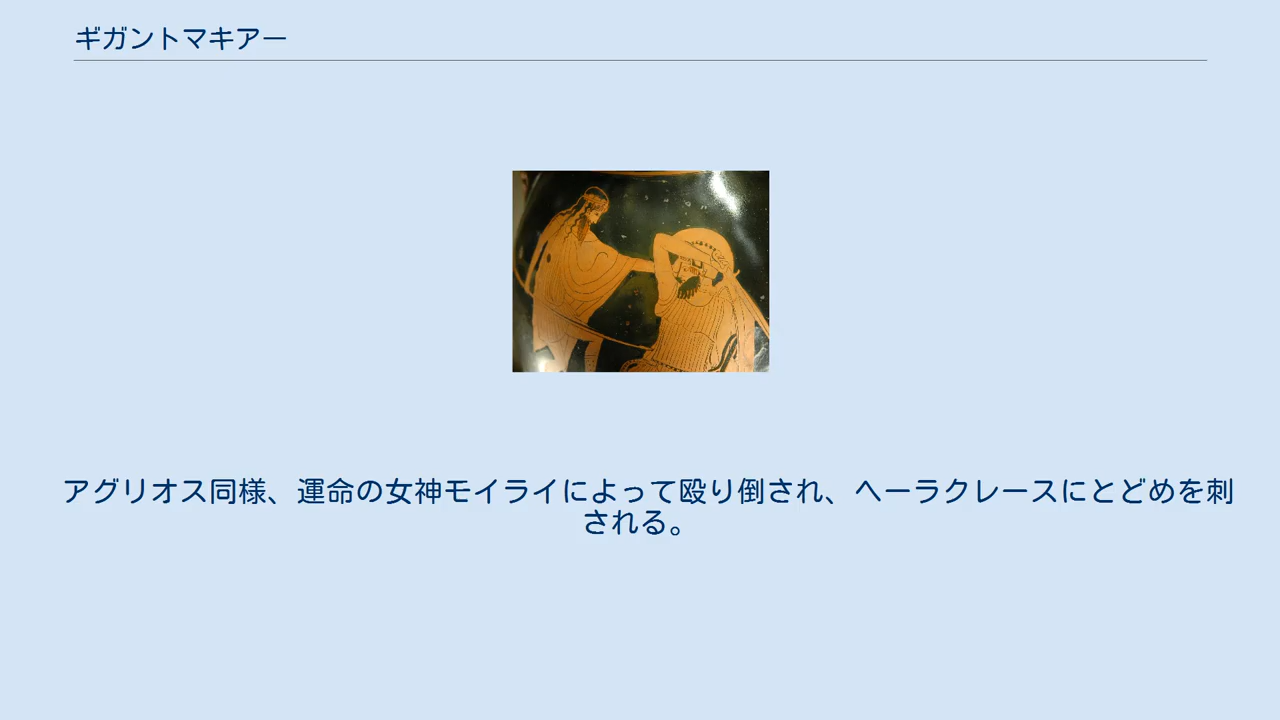 ギガントマキアー
アグリオス同様、運命の女神モイライによって殴り倒され、ヘーラクレースにとどめを刺
される。